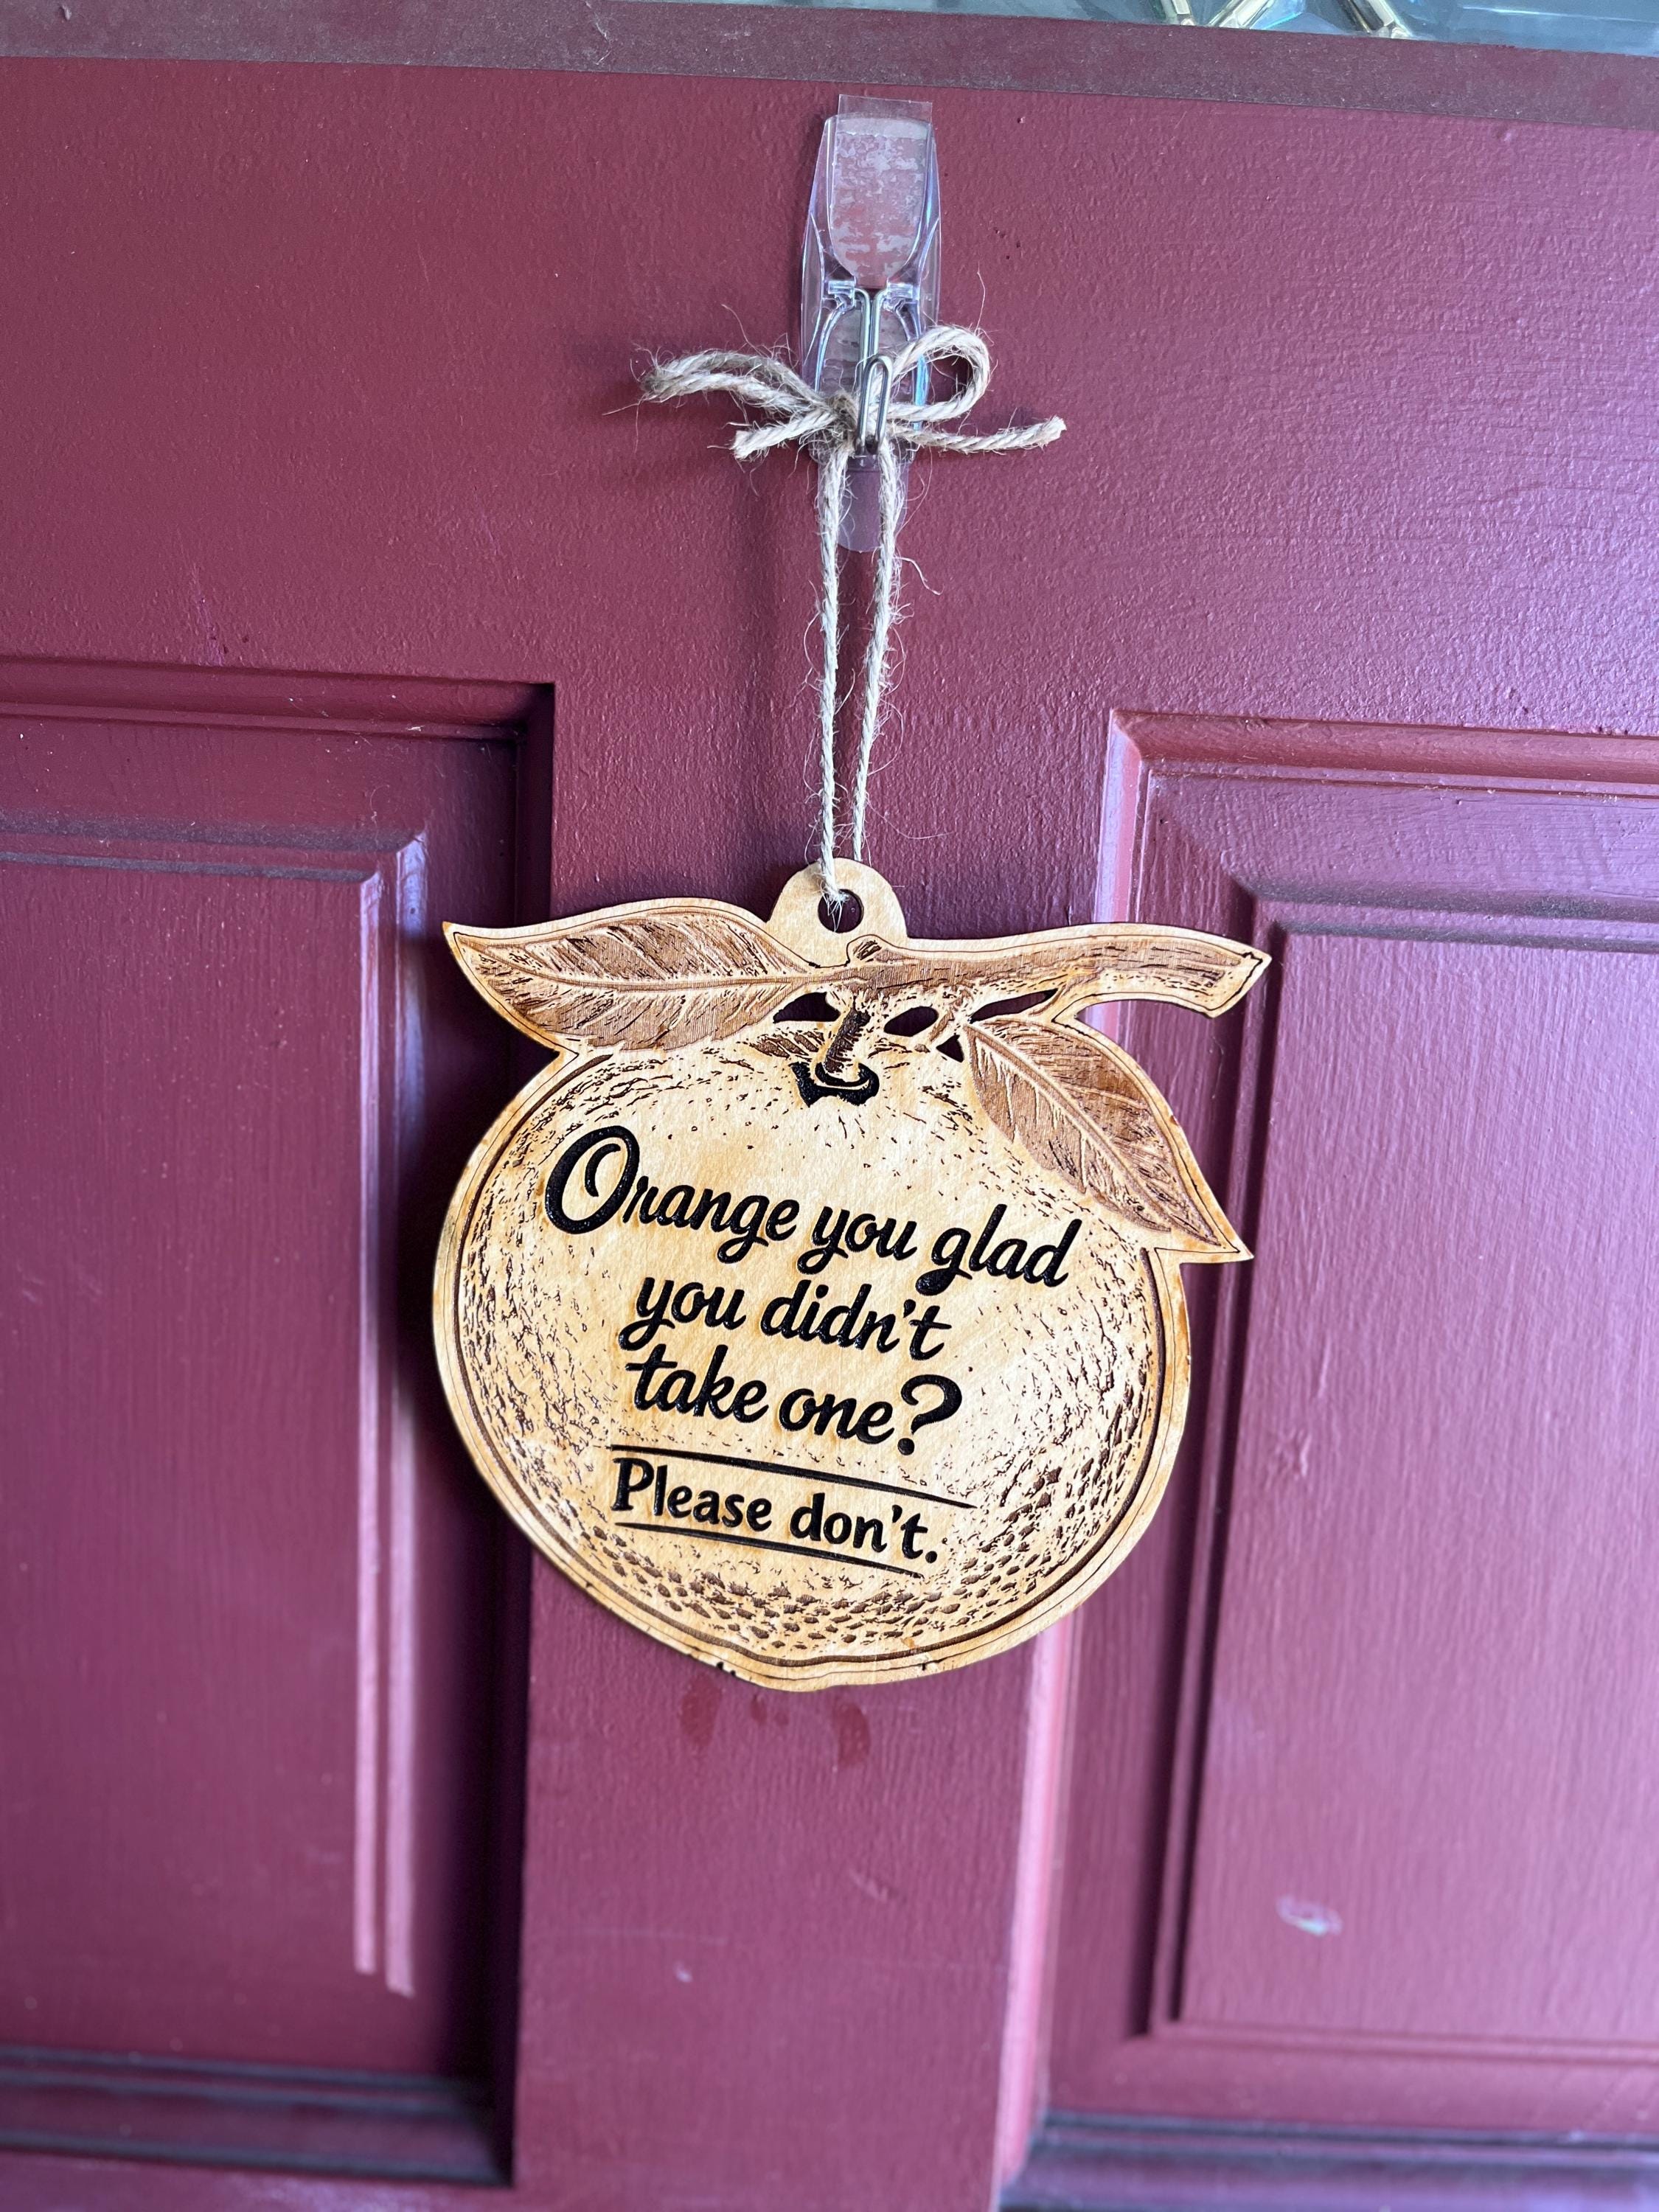 Orange you glad
you didn't
take one?
Please don't.